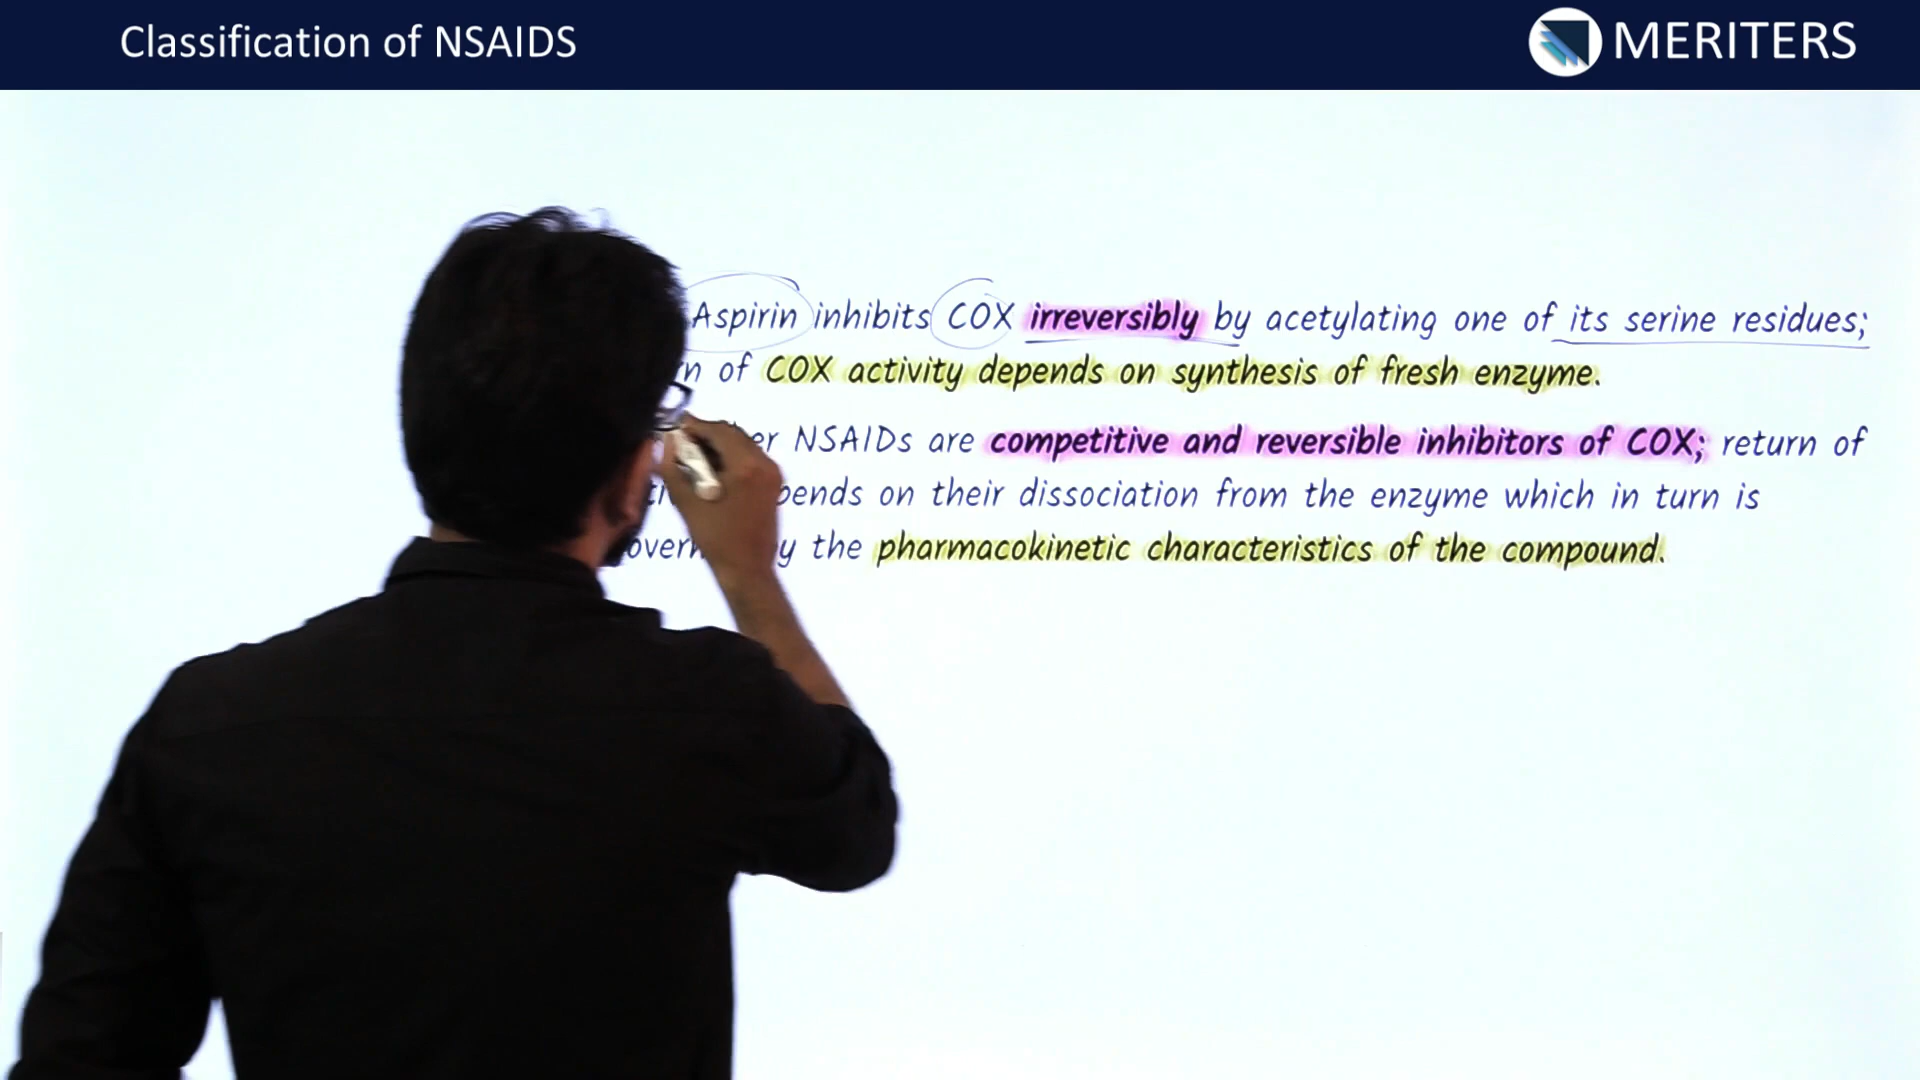 Classification of NSAIDS
MERITERS
Aspirin inhibits COX irreversibly by acetylating one of its serine residues;
of COX activity depends on synthesis of fresh enzyme.
NSAIDs are competitive and reversible inhibitors of COX; return of
on their dissociation from the enzyme which in turn is
the pharmacokinetic characteristics of the compound.